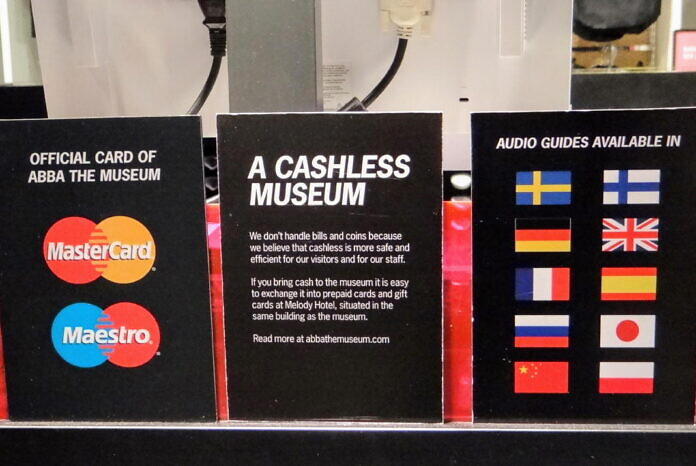 OFFICIAL CARD OF
ABBA THE MUSEUM
MasterCard
Maestro
A CASHLESS
MUSEUM
We don't handle bills and coins because
we believe that cashless is more safe and
efficient for our visitors and for our staff.
If you bring cash to the museum it is easy
to exchange it into prepaid cards and gift
cards at Melody Hotel, situated in the
same building as the museum.
Read more at abbathemuseum.com
AUDIO GUIDES AVAILABLE IN